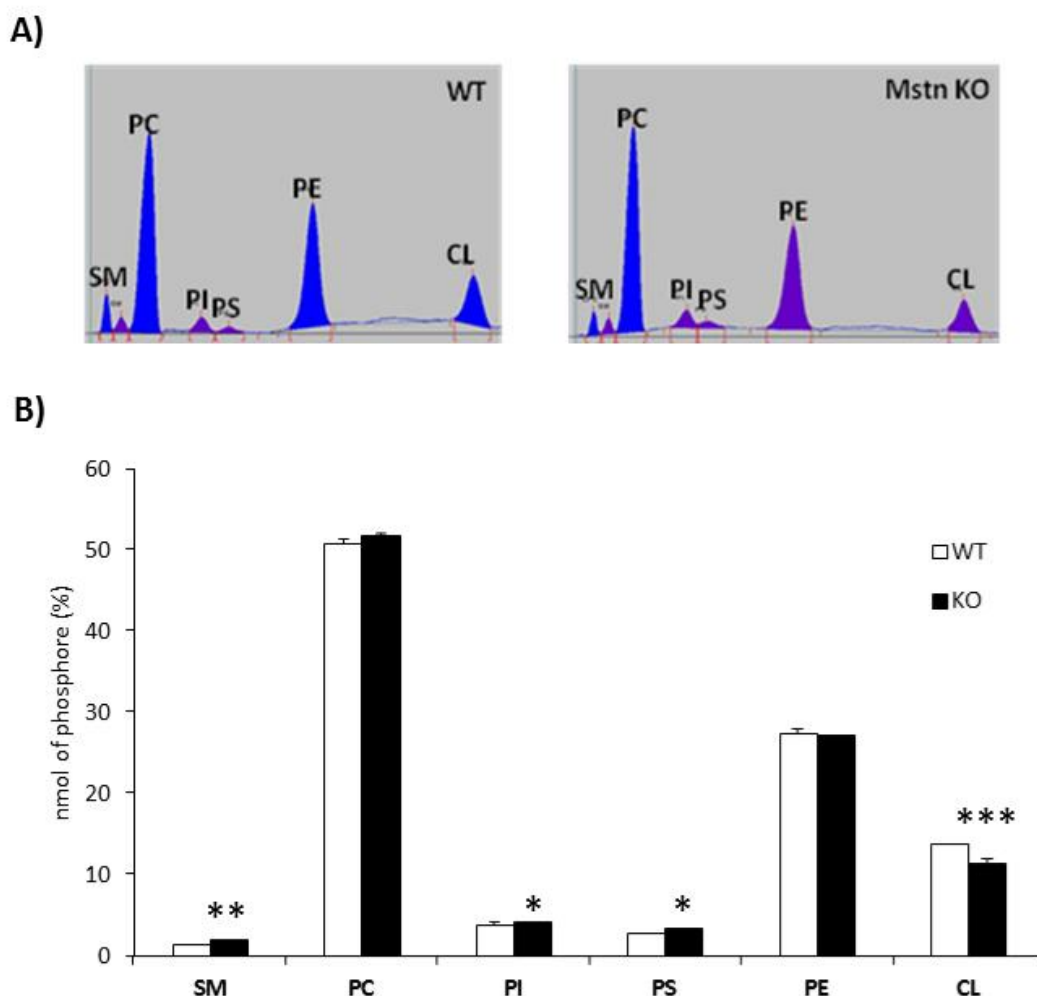 A)
WT
PC
PE
SM
PI
PS
CL
Mstn KO
PC
PE
SM
PI
PS
CL
B)
nmol of phosphore (%)
60
50
40
30
20
10
0
WT
KO
**
*
*
***
SM PC PI PS PE CL